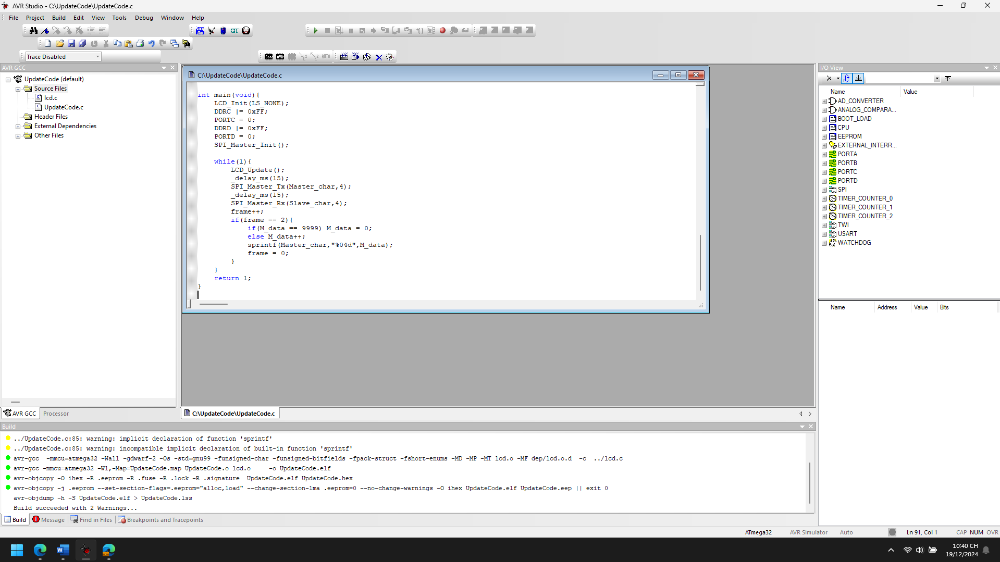 AVR Studio - C:\UpdateCode\UpdateCode.c
File Project Build Edit View Tools Debug Window Help
Trace Disabled
Con AVR AUTO
AVR GCC
UpdateCode (default)
Source Files
lcd.c
UpdateCode.c
Header Files
External Dependencies
Other Files
AVR GCC Processor
C:\UpdateCode\UpdateCode.c
int main(void){
LCD_Init(LS_NONE);
DDRC |= 0xFF;
PORTC = 0;
DDRD |= 0xFF;
PORTD = 0;
SPI_Master_Init();
while(1){
LCD_Update();
_delay_ms(15);
SPI_Master_Tx(Master_char,4);
_delay_ms(15);
SPI_Master_Rx(Slave_char,4);
frame++;
if(frame == 2){
if(M_data == 9999) M_data = 0;
else M_data++;
sprintf(Master_char,"%04d",M_data);
frame = 0;
}
}
return 1;
}
C:\UpdateCode\UpdateCode.c
I/O View
Name Value
AD_CONVERTER
ANALOG_COMPARA...
BOOT_LOAD
CPU
EEPROM
EXTERNAL_INTERR...
PORTA
PORTB
PORTC
PORTD
SPI
TIMER_COUNTER_0
TIMER_COUNTER_1
TIMER_COUNTER_2
TWI
USART
WATCHDOG
Name Address Value Bits
Build
../UpdateCode.c:85: warning: implicit declaration of function 'sprintf'
../UpdateCode.c:85: warning: incompatible implicit declaration of built-in function 'sprintf'
avr-gcc -mmcu=atmega32 -Wall -gdwarf-2 -Os -std=gnu99 -funsigned-char -funsigned-bitfields -fpack-struct -fshort-enums -MD -MP -MT lcd.o -MF dep/lcd.o.d -c ../lcd.c
avr-gcc -mmcu=atmega32 -Wl,-Map=UpdateCode.map UpdateCode.o lcd.o -o UpdateCode.elf
avr-objcopy -O ihex -R .eeprom -R .fuse -R .lock -R .signature UpdateCode.elf UpdateCode.hex
avr-objcopy -j .eeprom --set-section-flags=.eeprom="alloc,load" --change-section-lma .eeprom=0 --no-change-warnings -O ihex UpdateCode.elf UpdateCode.eep || exit 0
avr-objdump -h -S UpdateCode.elf > UpdateCode.lss
Build succeeded with 2 Warnings...
Build Message Find in Files Breakpoints and Tracepoints
ATmega32 AVR Simulator Auto Ln 91, Col 1 CAP NUM OVR
10:40 CH
19/12/2024